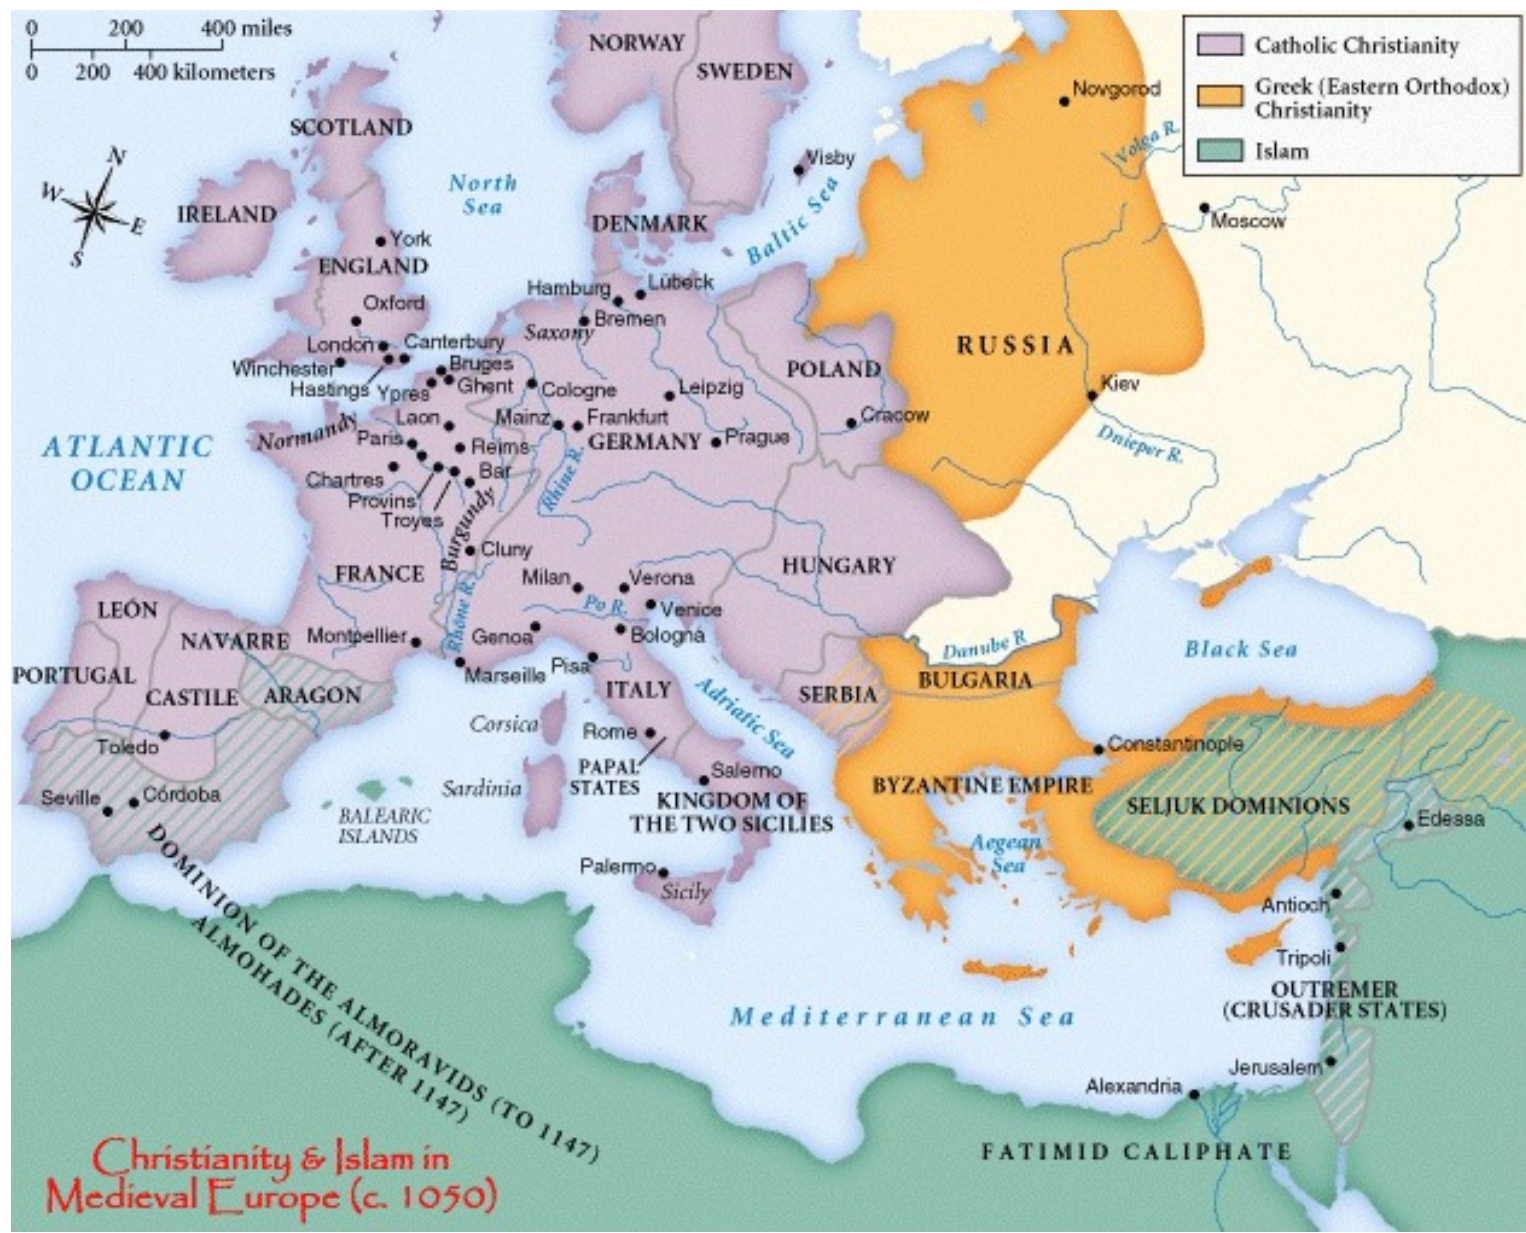 0 200 400 miles
0 200 400 kilometers
NORWAY
SWEDEN
Catholic Christianity
Greek (Eastern Orthodox)
Christianity
Islam
Novgorod
Volga R.
SCOTLAND
N
W
E
S
Visby
North
Sea
IRELAND
DENMARK
Baltic Sea
Moscow
York
ENGLAND
Hamburg
Lübeck
Oxford
Bremen
Saxony
London
Canterbury
RUSSIA
Winchester
Bruges
POLAND
Hastings
Ypres
Ghent
Cologne
Leipzig
Kiev
Laon
Mainz
Frankfurt
Cracow
Normandy
Paris
Reims
GERMANY
Prague
Dnieper R.
ATLANTIC
OCEAN
Chartres
Bar
Rhine R.
Provins
Troyes
Burgundy
Cluny
FRANCE
Milan
Verona
HUNGARY
LEÓN
Po R.
Venice
NAVARRE
Montpellier
Rhône R.
Genoa
Bologna
Danube R
Black Sea
PORTUGAL
Marseille
Pisa
CASTILE
ARAGON
ITALY
Adriatic Sea
SERBIA
BULGARIA
Corsica
Rome
Toledo
Constantinople
PAPAL
STATES
Salerno
Sardinia
BYZANTINE EMPIRE
Seville
Córdoba
KINGDOM OF
THE TWO SICILIES
SELJUK DOMINIONS
BALEARIC
ISLANDS
Edessa
Aegean
Sea
Palermo
Sicily
Antioch
DOMINION OF THE ALMORAVIDS (TO 1147)
ALMOHADES (AFTER 1147)
Tripoli
OUTREMER
(CRUSADER STATES)
Mediterranean Sea
Jerusalem
Alexandria
FATIMID CALIPHATE
Christianity & Islam in
Medieval Europe (c. 1050)